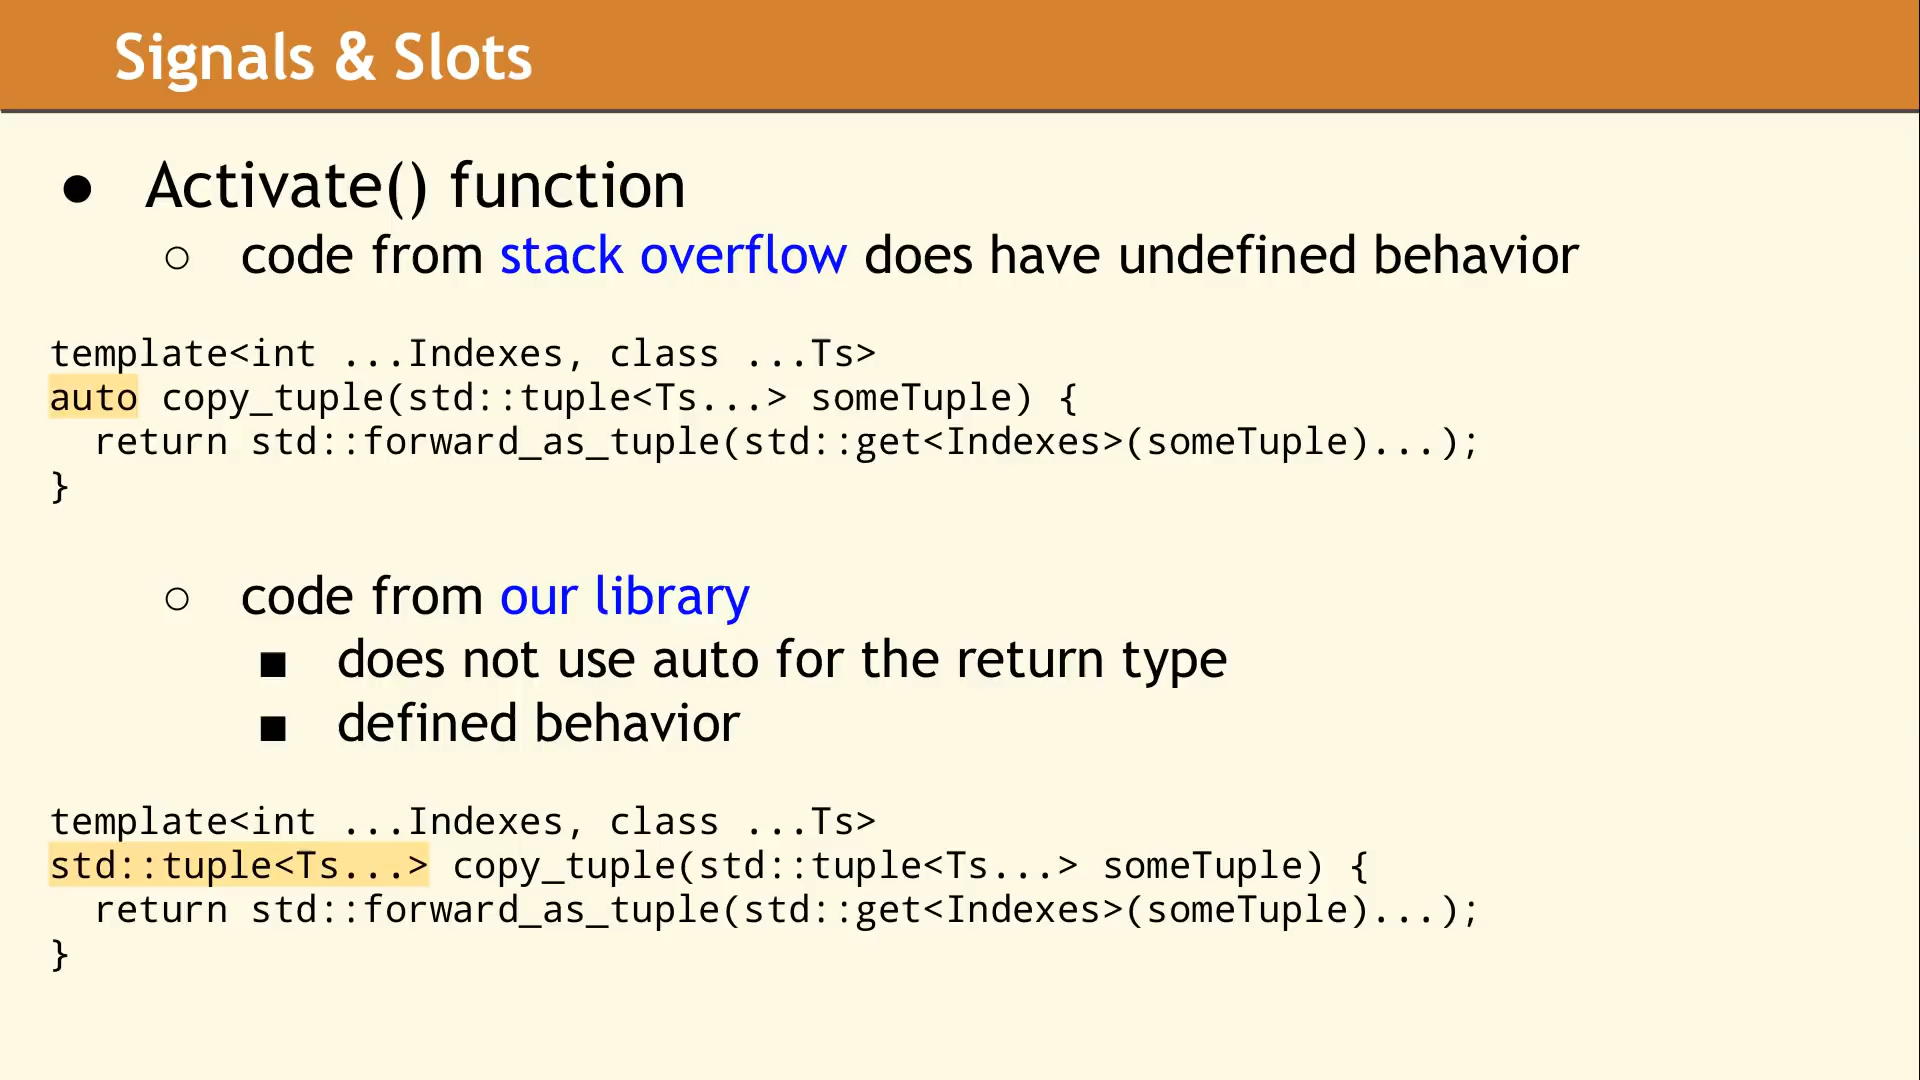 Signals & Slots
● Activate() function
○ code from stack overflow does have undefined behavior
template<int ...Indexes, class ...Ts>
auto copy_tuple(std::tuple<Ts...> someTuple) {
  return std::forward_as_tuple(std::get<Indexes>(someTuple)...);
}
○ code from our library
■ does not use auto for the return type
■ defined behavior
template<int ...Indexes, class ...Ts>
std::tuple<Ts...> copy_tuple(std::tuple<Ts...> someTuple) {
  return std::forward_as_tuple(std::get<Indexes>(someTuple)...);
}